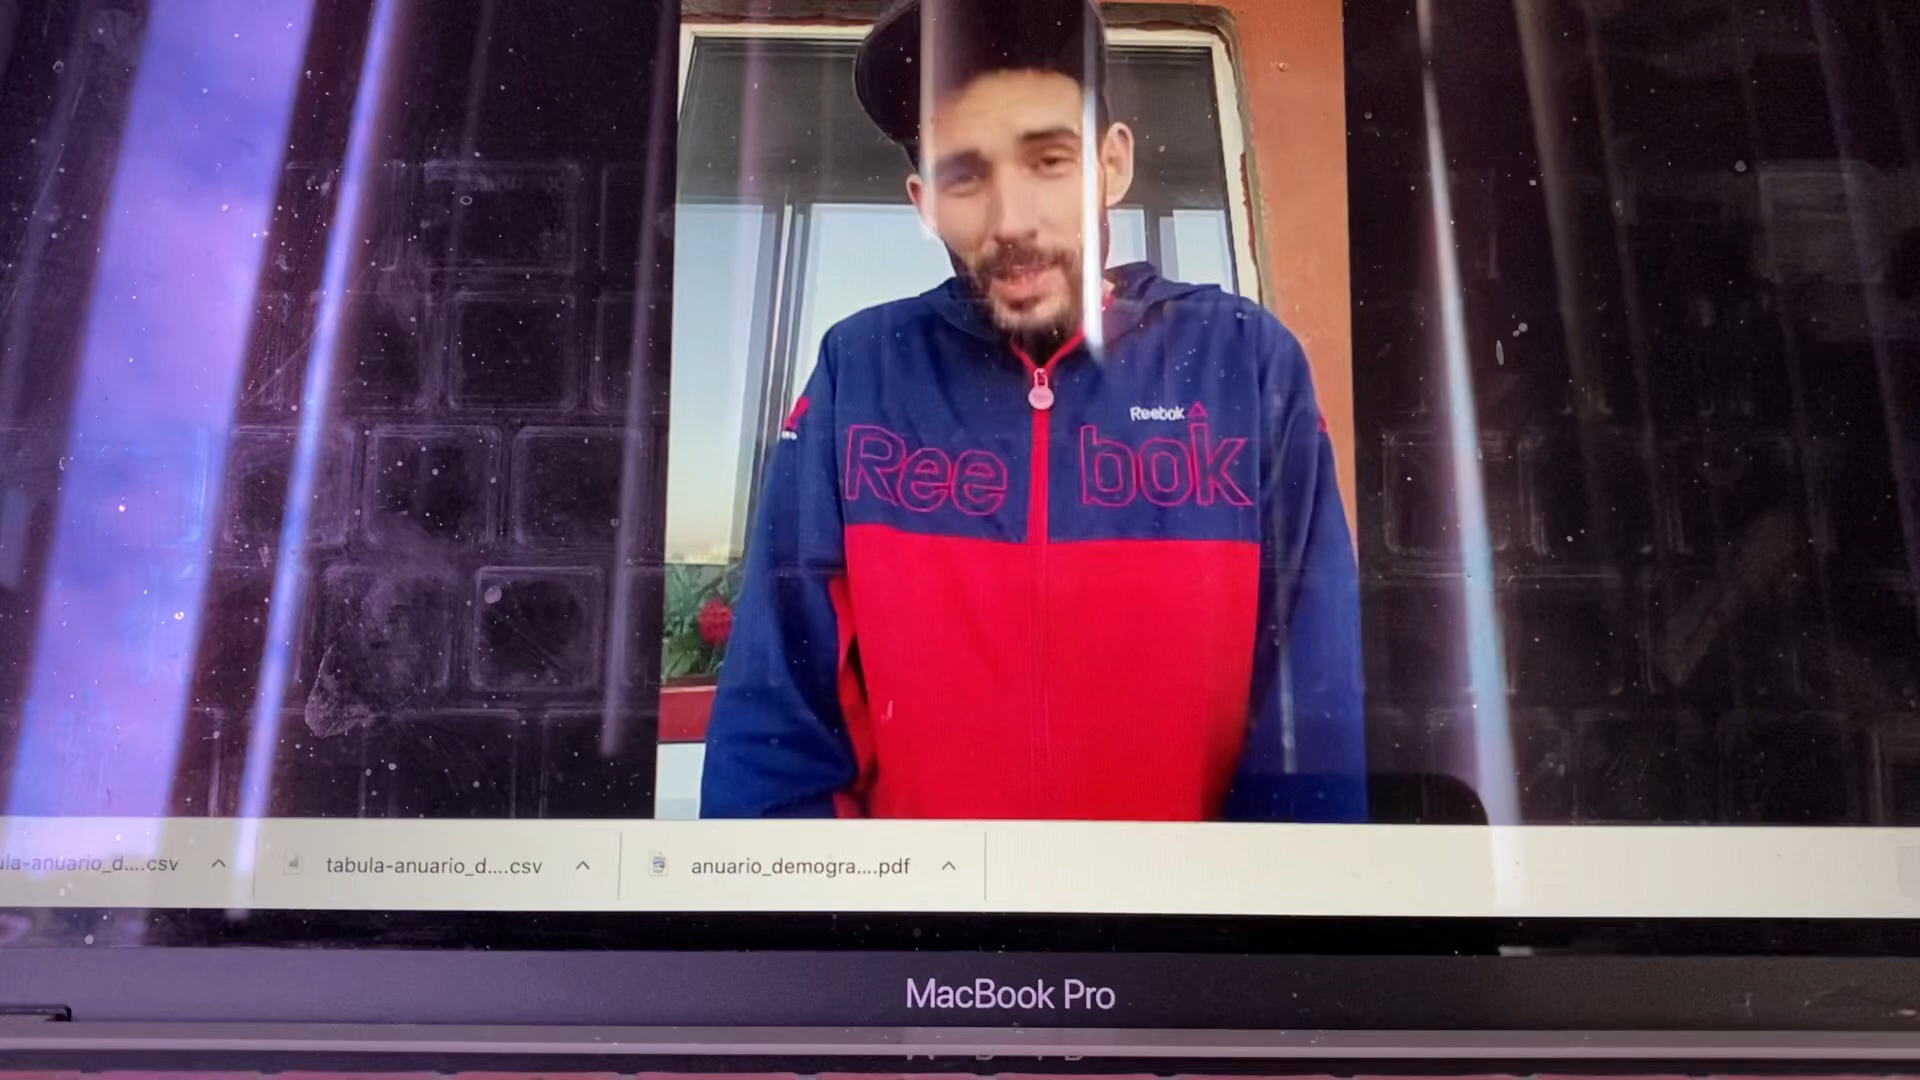 Reebok
Ree bok
ula-anuario_d....csv
tabula-anuario_d....csv
anuario_demogra....pdf
MacBook Pro